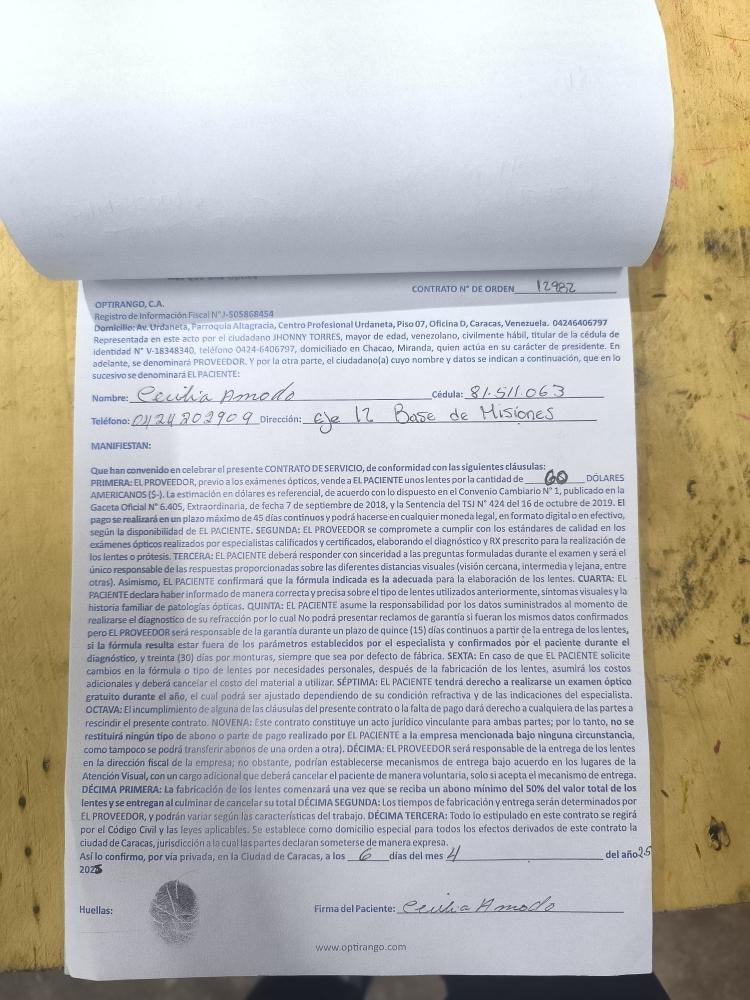 CONTRATO N° DE ORDEN 12982
OPTIRANGO, C.A.
Registro de Información Fiscal N°J-505868454
Domicilio: Av. Urdaneta, Parroquia Altagracia, Centro Profesional Urdaneta, Piso 07, Oficina D, Caracas, Venezuela. 04246406797
Representada en este acto por el ciudadano JHONNY TORRES, mayor de edad, venezolano, civilmente hábil, titular de la cédula de
identidad N° V-18348340, teléfono 0424-6406797, domiciliado en Chacao, Miranda, quien actúa en su carácter de presidente. En
adelante, se denominará PROVEEDOR. Y por la otra parte, el ciudadano(a) cuyo nombre y datos se indican a continuación, que en lo
sucesivo se denominará EL PACIENTE:
Nombre: Cecilia Amodo Cédula: 81.511.063
Teléfono: 04124802909 Dirección: eje 12 Base de Misiones
MANIFIESTAN:
Que han convenido en celebrar el presente CONTRATO DE SERVICIO, de conformidad con las siguientes cláusulas:
PRIMERA: EL PROVEEDOR, previo a los exámenes ópticos, vende a EL PACIENTE unos lentes por la cantidad de 60 DÓLARES
AMERICANOS ($-). La estimación en dólares es referencial, de acuerdo con lo dispuesto en el Convenio Cambiario N° 1, publicado en la
Gaceta Oficial N° 6.405, Extraordinaria, de fecha 7 de septiembre de 2018, y la Sentencia del TSJ N° 424 del 16 de octubre de 2019. El
pago se realizará en un plazo máximo de 45 días continuos y podrá hacerse en cualquier moneda legal, en formato digital o en efectivo,
según la disponibilidad de EL PACIENTE. SEGUNDA: EL PROVEEDOR se compromete a cumplir con los estándares de calidad en los
exámenes ópticos realizados por especialistas calificados y certificados, elaborando el diagnóstico y RX prescrito para la realización de
los lentes o prótesis. TERCERA: EL PACIENTE deberá responder con sinceridad a las preguntas formuladas durante el examen y será el
único responsable de las respuestas proporcionadas sobre las diferentes distancias visuales (visión cercana, intermedia y lejana, entre
otras). Asimismo, EL PACIENTE confirmará que la fórmula indicada es la adecuada para la elaboración de los lentes. CUARTA: EL
PACIENTE declara haber informado de manera correcta y precisa sobre el tipo de lentes utilizados anteriormente, síntomas visuales y la
historia familiar de patologías ópticas. QUINTA: EL PACIENTE asume la responsabilidad por los datos suministrados al momento de
realizarse el diagnostico de su refracción por lo cual No podrá presentar reclamos de garantía si fueran los mismos datos confirmados
pero EL PROVEEDOR será responsable de la garantía durante un plazo de quince (15) días continuos a partir de la entrega de los lentes,
si la fórmula resulta estar fuera de los parámetros establecidos por el especialista y confirmados por el paciente durante el
diagnóstico, y treinta (30) días por monturas, siempre que sea por defecto de fábrica. SEXTA: En caso de que EL PACIENTE solicite
cambios en la fórmula o tipo de lentes por necesidades personales, después de la fabricación de los lentes, asumirá los costos
adicionales y deberá cancelar el costo del material a utilizar. SÉPTIMA: EL PACIENTE tendrá derecho a realizarse un examen óptico
gratuito durante el año, el cual podrá ser ajustado dependiendo de su condición refractiva y de las indicaciones del especialista.
OCTAVA: El incumplimiento de alguna de las cláusulas del presente contrato o la falta de pago dará derecho a cualquiera de las partes a
rescindir el presente contrato. NOVENA: Este contrato constituye un acto jurídico vinculante para ambas partes; por lo tanto, no se
restituirá ningún tipo de abono o parte de pago realizado por EL PACIENTE a la empresa mencionada bajo ninguna circunstancia,
como tampoco se podrá transferir abonos de una orden a otra). DÉCIMA: EL PROVEEDOR será responsable de la entrega de los lentes
en la dirección fiscal de la empresa; no obstante, podrían establecerse mecanismos de entrega bajo acuerdo en los lugares de la
Atención Visual, con un cargo adicional que deberá cancelar el paciente de manera voluntaria, solo si acepta el mecanismo de entrega.
DÉCIMA PRIMERA: La fabricación de los lentes comenzará una vez que se reciba un abono mínimo del 50% del valor total de los
lentes y se entregan al culminar de cancelar su total DÉCIMA SEGUNDA: Los tiempos de fabricación y entrega serán determinados por
EL PROVEEDOR, y podrán variar según las características del trabajo. DÉCIMA TERCERA: Todo lo estipulado en este contrato se regirá
por el Código Civil y las leyes aplicables. Se establece como domicilio especial para todos los efectos derivados de este contrato la
ciudad de Caracas, jurisdicción a la cual las partes declaran someterse de manera expresa.
Así lo confirmo, por vía privada, en la Ciudad de Caracas, a los 6 días del mes 4 del año 25
2025
Huellas: Firma del Paciente: Cecilia Amodo
www.optirango.com